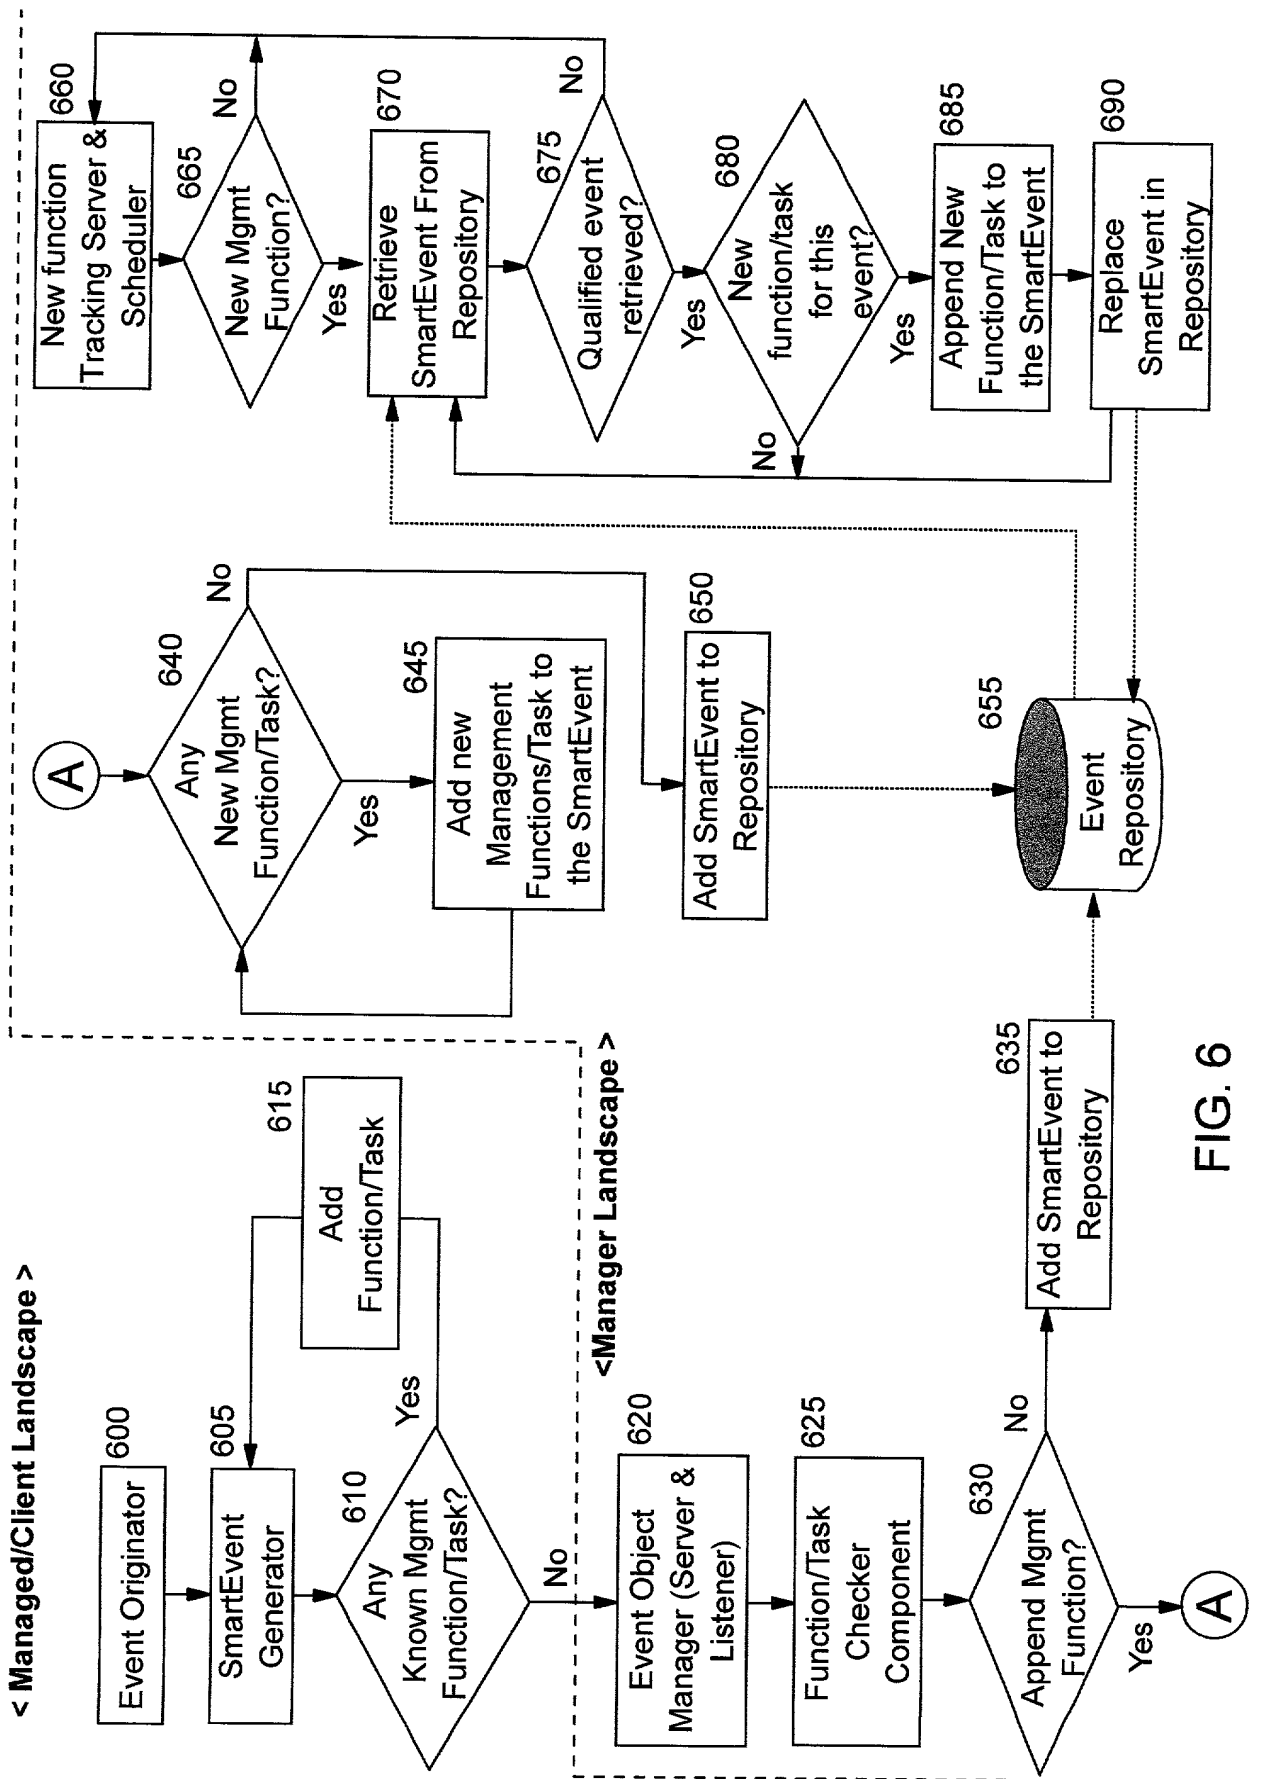 < Managed/Client Landscape >
600
Event Originator
605
SmartEvent
Generator
610
Any
Known Mgmt
Function/Task?
Yes
615
Add
Function/Task
No
<Manager Landscape >
620
Event Object
Manager (Server &
Listener)
625
Function/Task
Checker
Component
630
Append Mgmt
Function?
No
Yes
A
635
Add SmartEvent to
Repository
A
640
Any
New Mgmt
Function/Task?
No
Yes
645
Add new
Management
Functions/Task to
the SmartEvent
650
Add SmartEvent to
Repository
655
Event
Repository
660
New function
Tracking Server &
Scheduler
665
New Mgmt
Function?
No
Yes
670
Retrieve
SmartEvent From
Repository
675
Qualified event
retrieved?
No
Yes
680
New
function/task
for this
event?
No
Yes
685
Append New
Function/Task to
the SmartEvent
690
Replace
SmartEvent in
Repository
FIG. 6